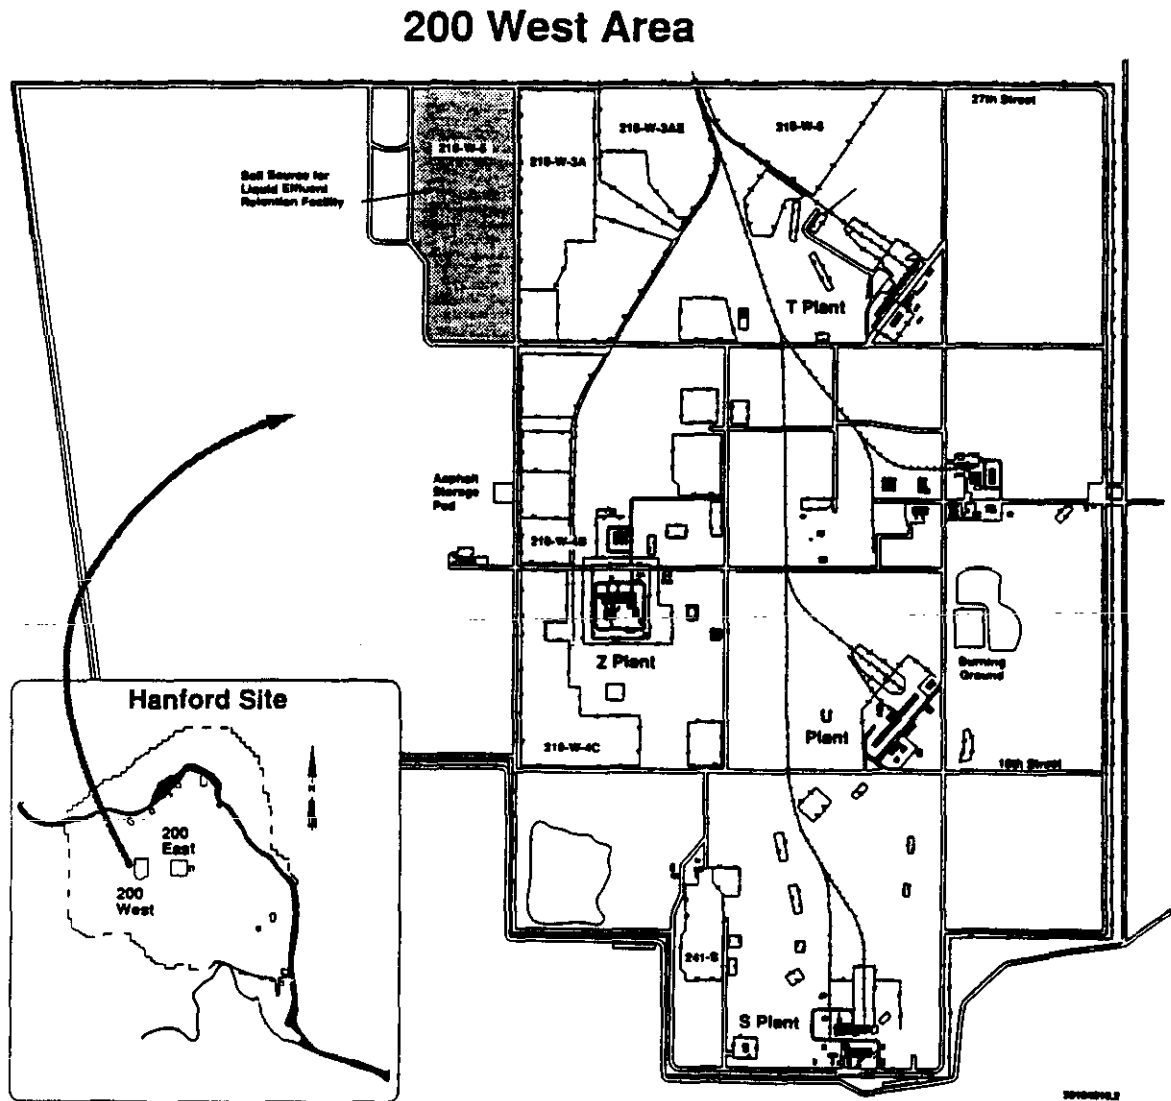 200 West Area
27th Street
218-W-3AE
218-W-6
218-W-5
218-W-3A
Soil Source for
Liquid Effluent
Retention Facility
T Plant
Asphalt
Storage
Pad
218-W-4B
Z Plant
Burning
Ground
U
Plant
218-W-4C
16th Street
Hanford Site
N
200
East
200
West
241-S
S Plant